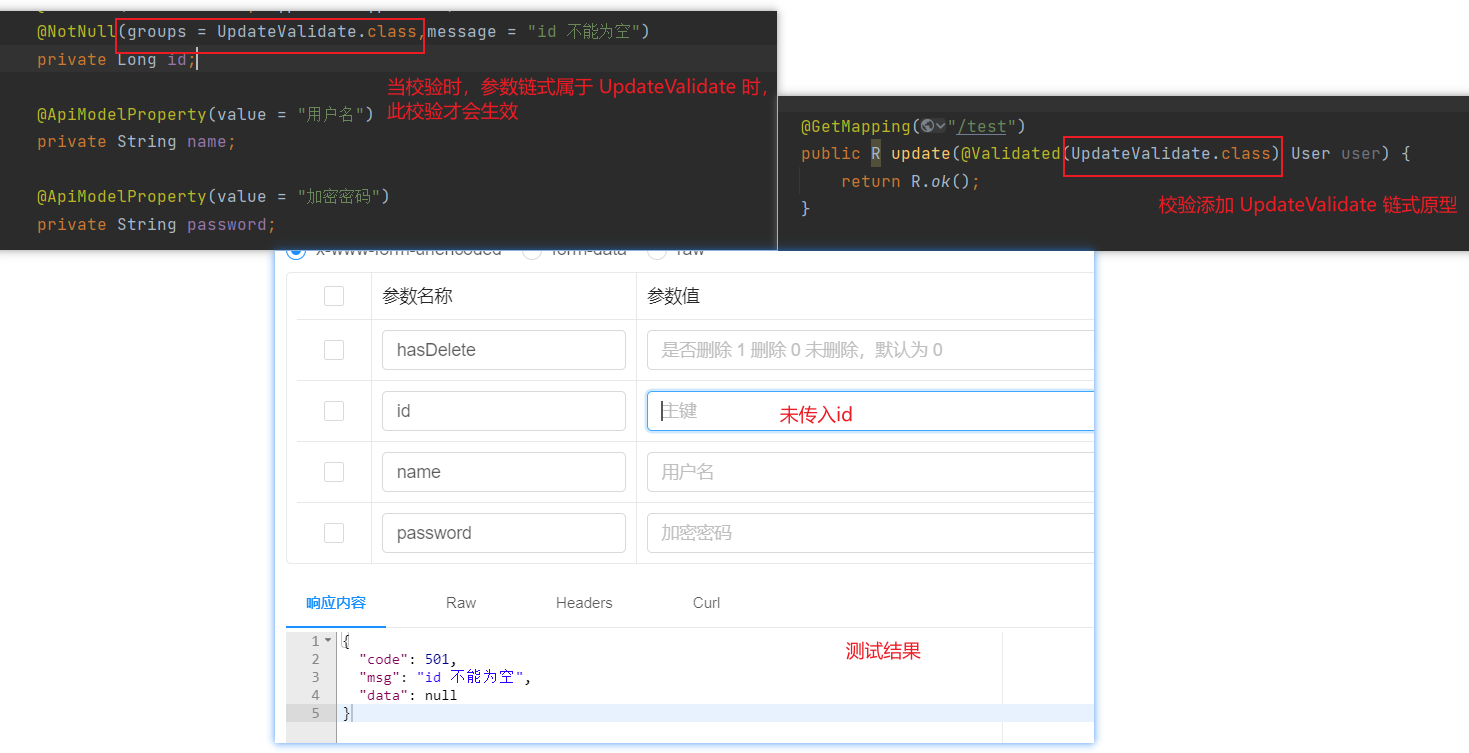 @NotNull(groups = UpdateValidate.class,message = "id 不能为空")
private Long id;
当校验时，参数链式属于 UpdateValidate 时，
此校验才会生效
@ApiModelProperty(value = "用户名")
private String name;
@ApiModelProperty(value = "加密密码")
private String password;
@GetMapping("/test")
public R update(@Validated(UpdateValidate.class) User user) {
return R.ok();
}
校验添加 UpdateValidate 链式原型
参数名称 参数值
hasDelete 是否删除 1 删除 0 未删除，默认为 0
id 主键 未传入id
name 用户名
password 加密密码
响应内容 Raw Headers Curl
测试结果
1 {
2 "code": 501,
3 "msg": "id 不能为空",
4 "data": null
5 }